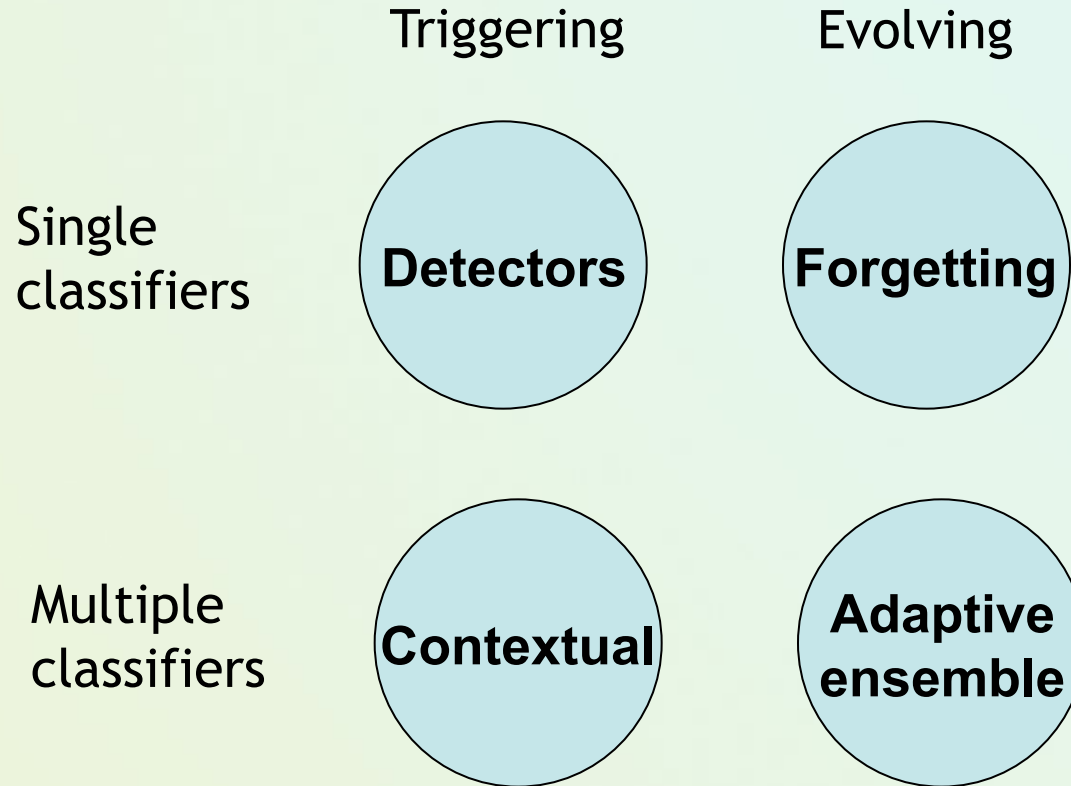 Triggering Evolving
Single
classifiers
Detectors
Forgetting
Multiple
classifiers
Contextual
Adaptive
ensemble